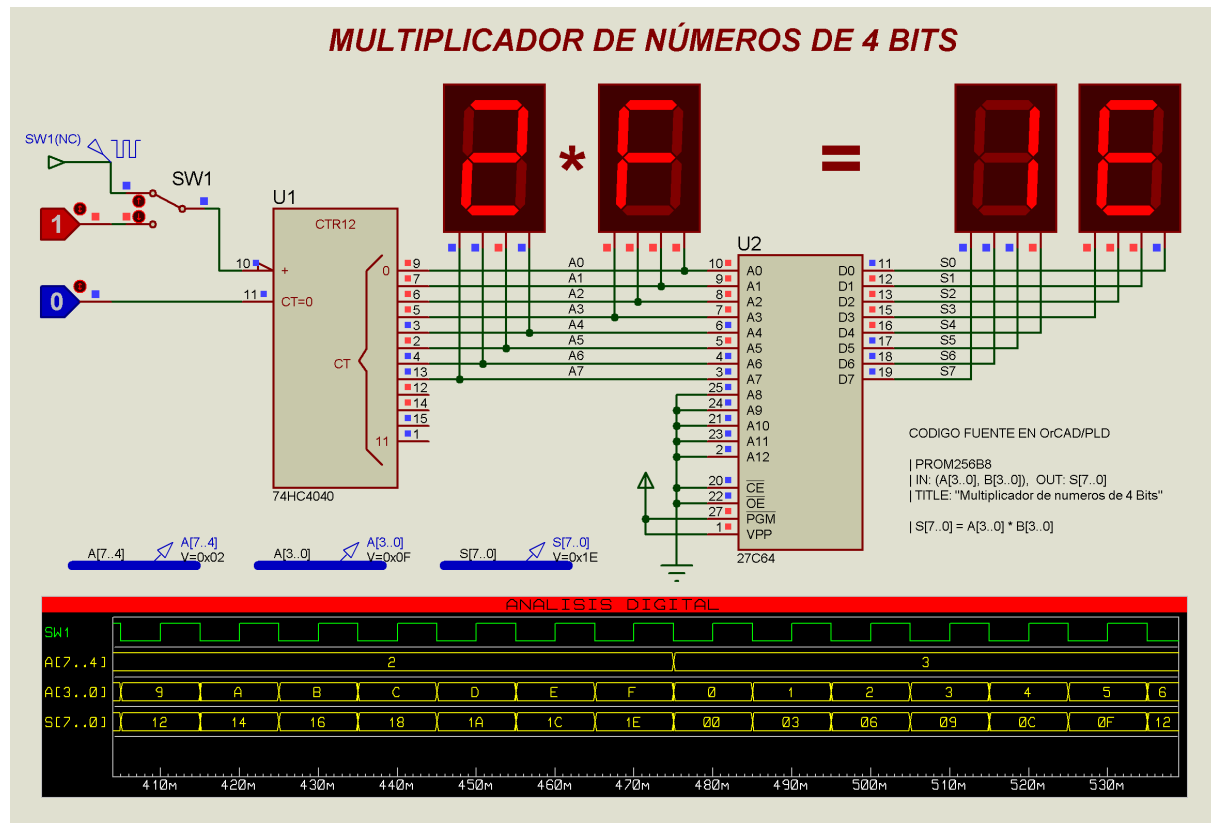 MULTIPLICADOR DE NÚMEROS DE 4 BITS
SW1(NC)
SW1
1
0
U1
CTR12
10
+
11
CT=0
CT
0
11
9
7
6
5
3
2
4
13
12
14
15
1
74HC4040
2 * F = 1E
A0
A1
A2
A3
A4
A5
A6
A7
U2
10 A0
9 A1
8 A2
7 A3
6 A4
5 A5
4 A6
3 A7
25 A8
24 A9
21 A10
23 A11
2 A12
20 CE
22 OE
27 PGM
1 VPP
27C64
D0 11 S0
D1 12 S1
D2 13 S2
D3 15 S3
D4 16 S4
D5 17 S5
D6 18 S6
D7 19 S7
CODIGO FUENTE EN OrCAD/PLD
| PROM256B8
| IN: (A[3..0], B[3..0]), OUT: S[7..0]
| TITLE: "Multiplicador de numeros de 4 Bits"
| S[7..0] = A[3..0] * B[3..0]
A[7..4] A[7..4] V=0x02
A[3..0] A[3..0] V=0x0F
S[7..0] S[7..0] V=0x1E
ANALISIS DIGITAL
SW1
A[7..4] 2 3
A[3..0] 9 A B C D E F 0 1 2 3 4 5 6
S[7..0] 12 14 16 18 1A 1C 1E 00 03 06 09 0C 0F 12
410m 420m 430m 440m 450m 460m 470m 480m 490m 500m 510m 520m 530m